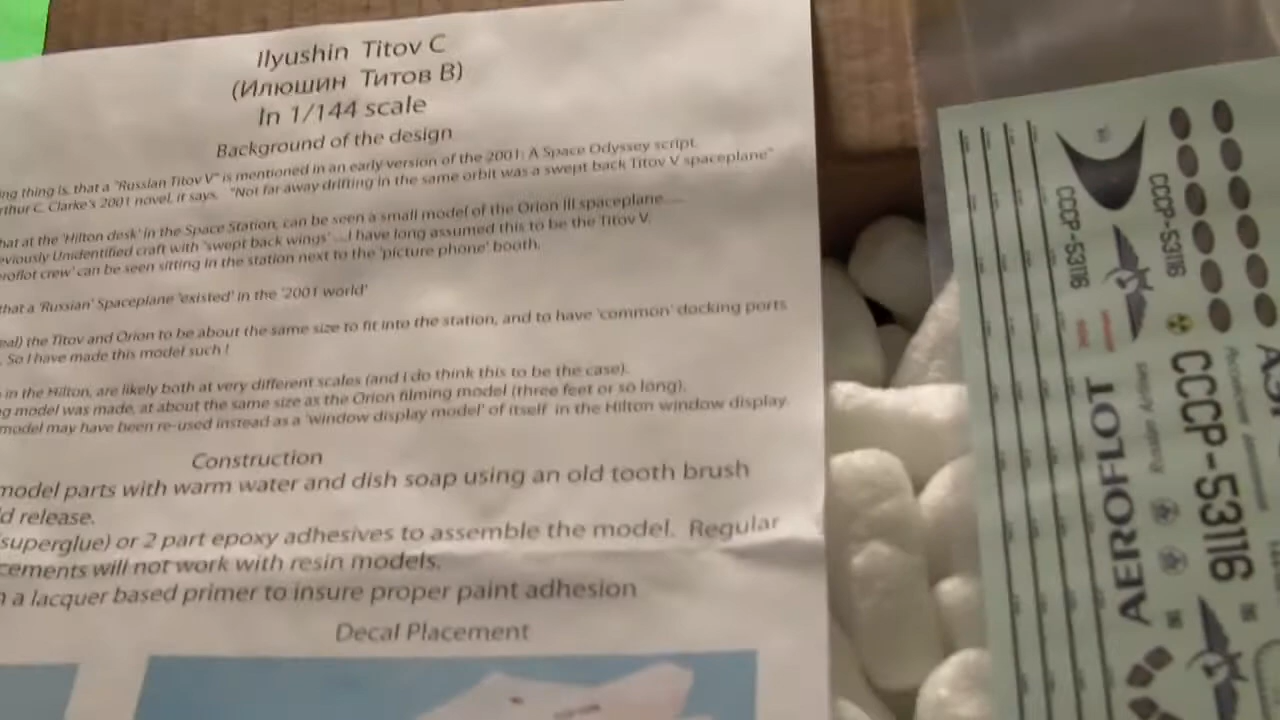 Ilyushin Titov C
(Илюшин Титов В)
In 1/144 scale
Background of the design
ing thing is, that a "Russian Titov V" is mentioned in an early version of the 2001: A Space Odyssey script.
rthur C. Clarke's 2001 novel, it says. "Not far away drifting in the same orbit was a swept back Titov V spaceplane"
hat at the 'Hilton desk' in the Space Station, can be seen a small model of the Orion III spaceplane....
eviously Unidentified craft with 'swept back wings' ...I have long assumed this to be the Titov V.
eroflot crew' can be seen sitting in the station next to the 'picture phone' booth.
that a 'Russian' Spaceplane 'existed' in the '2001 world'
eal) the Titov and Orion to be about the same size to fit into the station, and to have 'common' docking ports
. So I have made this model such !
in the Hilton, are likely both at very different scales (and I do think this to be the case).
g model was made, at about the same size as the Orion filming model (three feet or so long).
model may have been re-used instead as a 'window display model' of itself in the Hilton window display.
Construction
model parts with warm water and dish soap using an old tooth brush
d release.
superglue) or 2 part epoxy adhesives to assemble the model. Regular
cements will not work with resin models.
a lacquer based primer to insure proper paint adhesion
Decal Placement
CCCP-53116
CCCP-53116
AEROFLOT
Russian Airlines
CCCP-53116